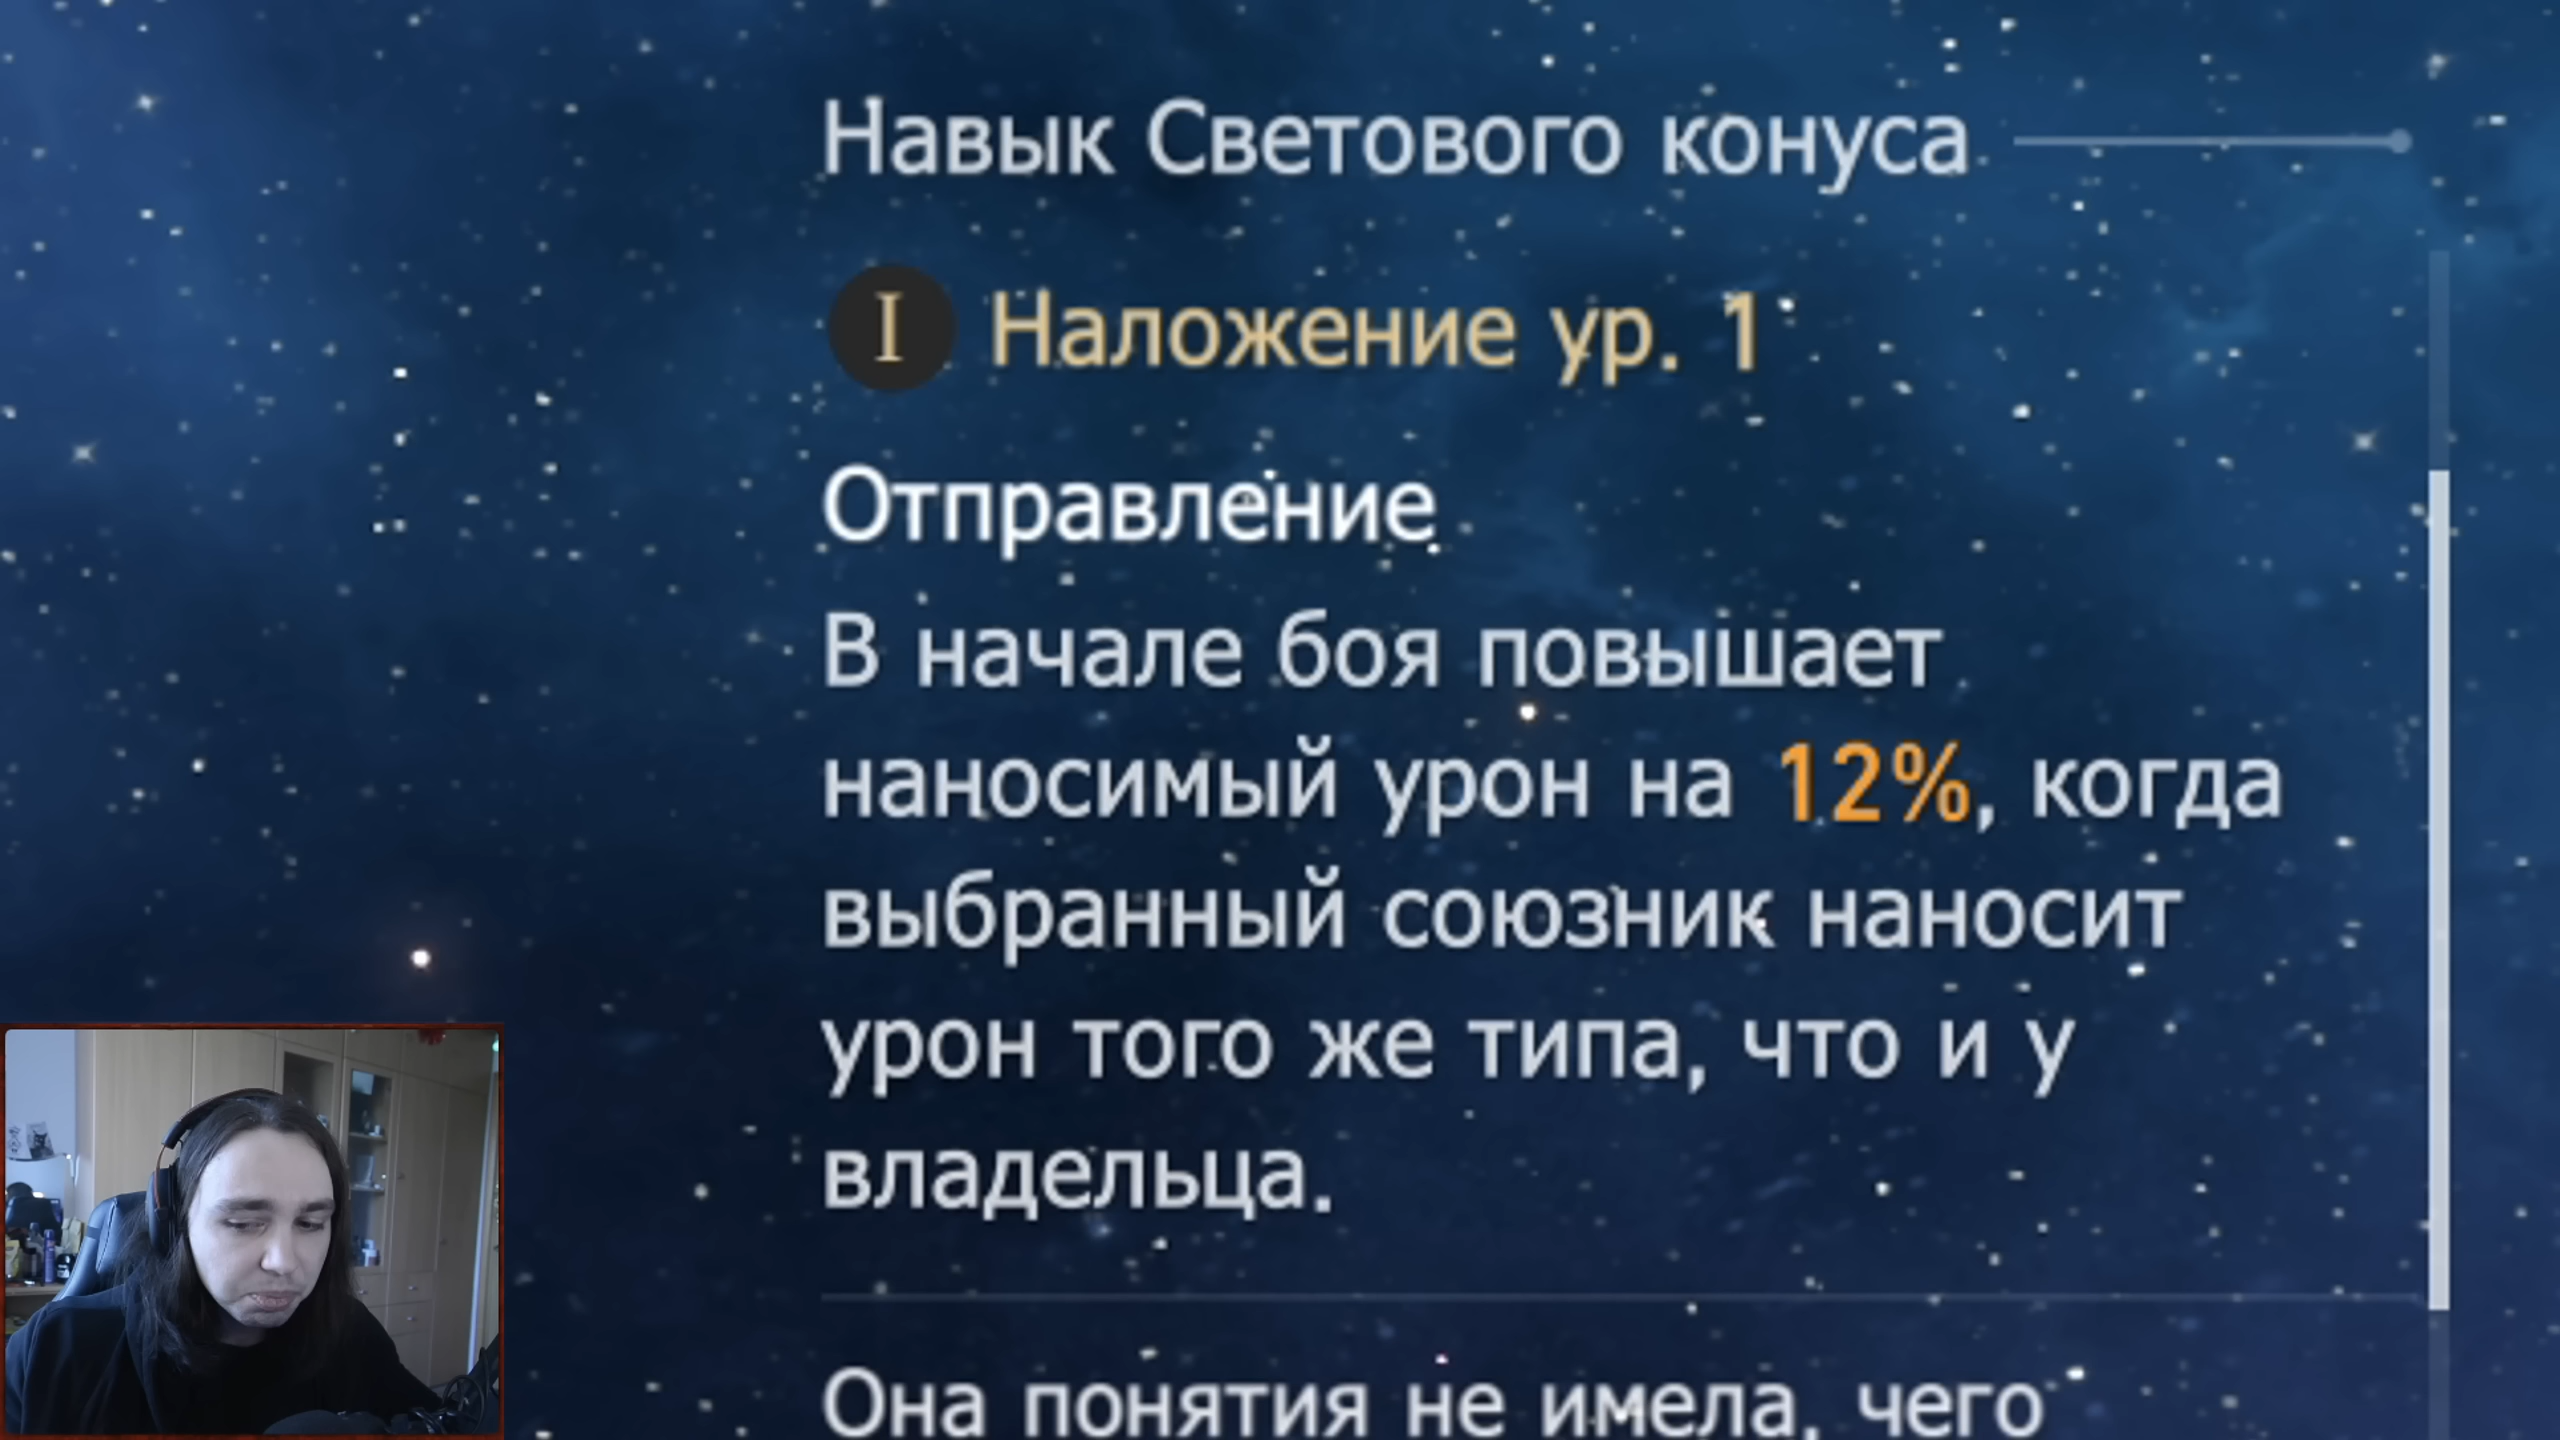 Навык Светового конуса
I Наложение ур. 1
Отправление
В начале боя повышает
наносимый урон на 12%, когда
выбранный союзник наносит
урон того же типа, что и у
владельца.
Она понятия не имела, чего